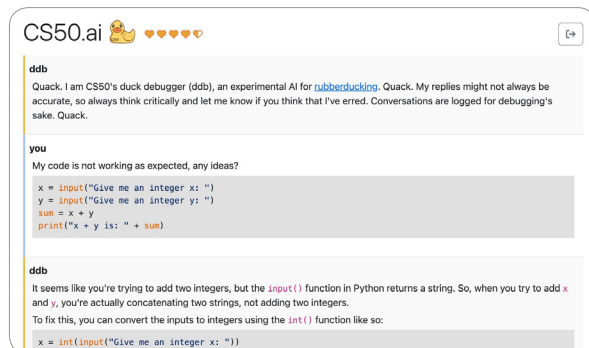 CS50.ai
ddb
Quack. I am CS50's duck debugger (ddb), an experimental AI for rubberducking. Quack. My replies might not always be
accurate, so always think critically and let me know if you think that I've erred. Conversations are logged for debugging's
sake. Quack.
you
My code is not working as expected, any ideas?
x = input("Give me an integer x: ")
y = input("Give me an integer y: ")
sum = x + y
print("x + y is: " + sum)
ddb
It seems like you're trying to add two integers, but the input() function in Python returns a string. So, when you try to add x
and y, you're actually concatenating two strings, not adding two integers.
To fix this, you can convert the inputs to integers using the int() function like so:
x = int(input("Give me an integer x: "))